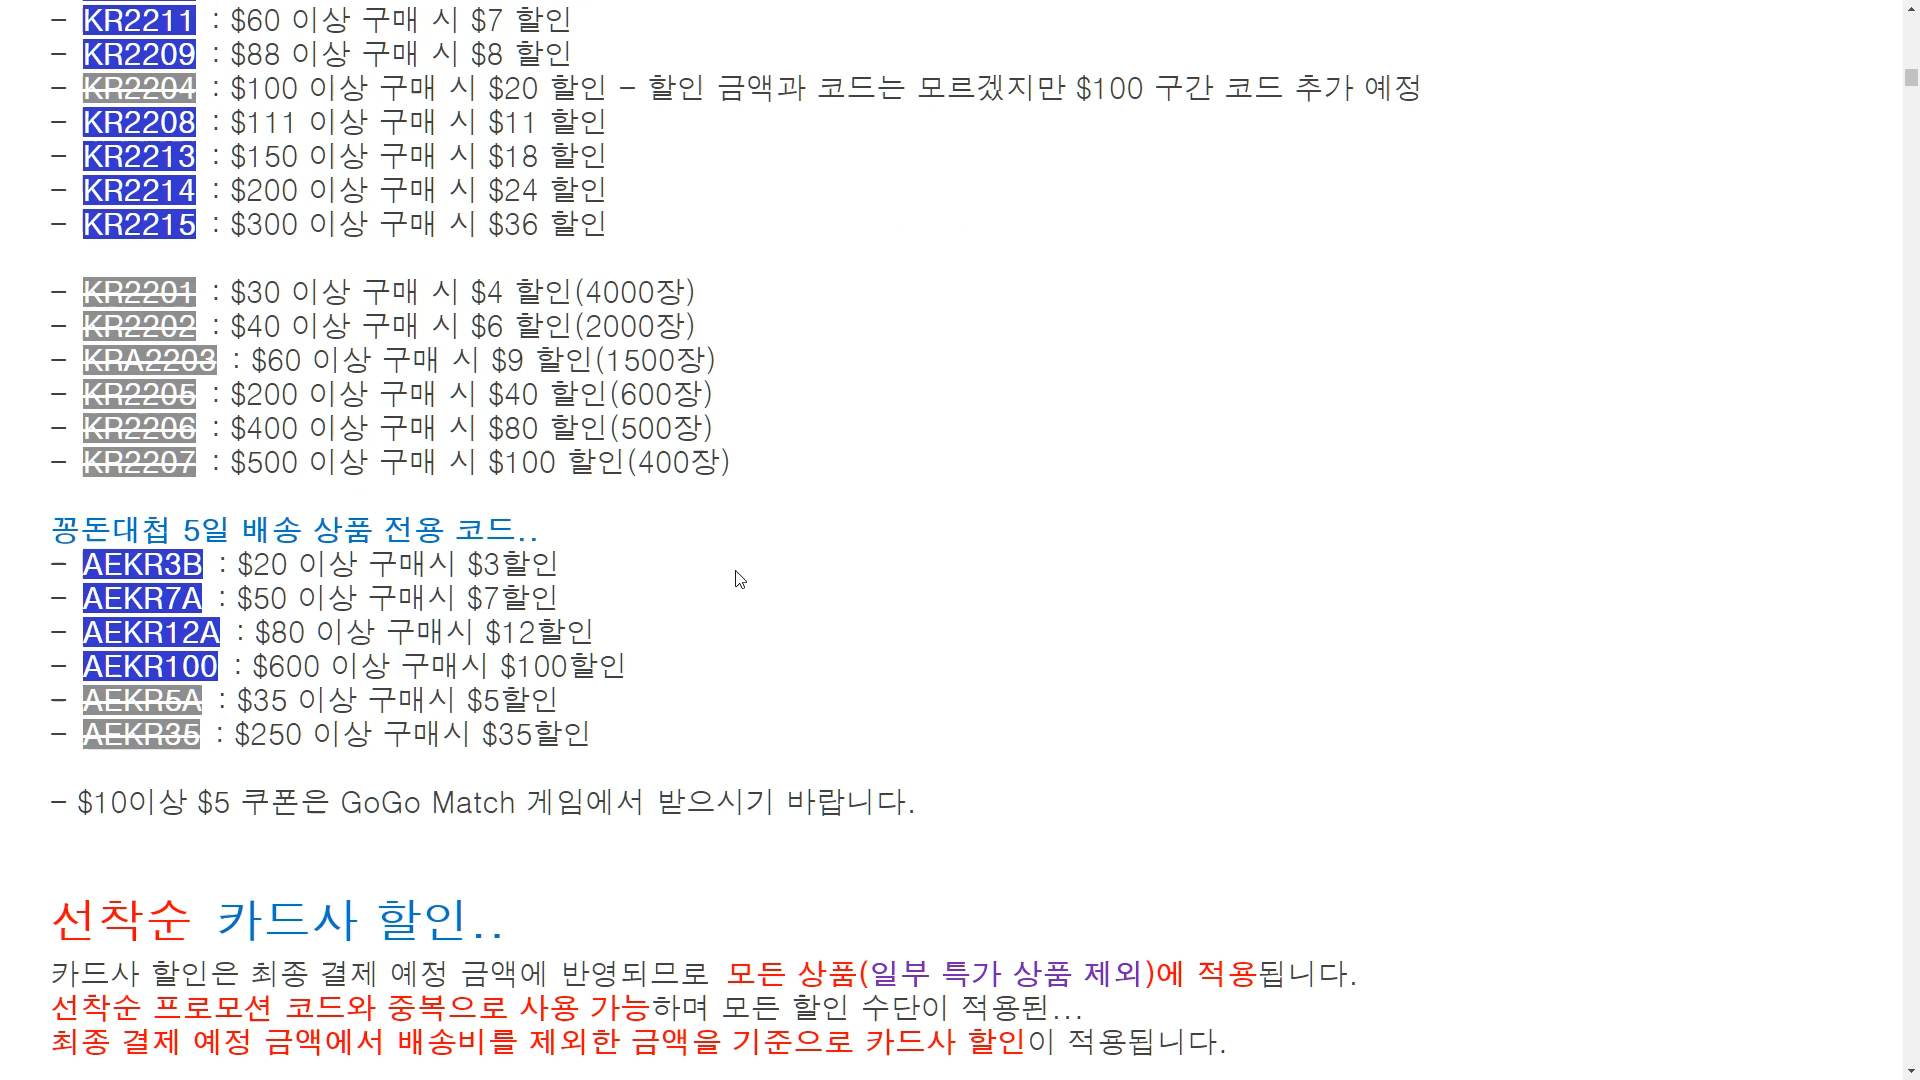 - KR2211 : $60 이상 구매 시 $7 할인
- KR2209 : $88 이상 구매 시 $8 할인
- KR2204 : $100 이상 구매 시 $20 할인 - 할인 금액과 코드는 모르겠지만 $100 구간 코드 추가 예정
- KR2208 : $111 이상 구매 시 $11 할인
- KR2213 : $150 이상 구매 시 $18 할인
- KR2214 : $200 이상 구매 시 $24 할인
- KR2215 : $300 이상 구매 시 $36 할인
- KR2201 : $30 이상 구매 시 $4 할인(4000장)
- KR2202 : $40 이상 구매 시 $6 할인(2000장)
- KRA2203 : $60 이상 구매 시 $9 할인(1500장)
- KR2205 : $200 이상 구매 시 $40 할인(600장)
- KR2206 : $400 이상 구매 시 $80 할인(500장)
- KR2207 : $500 이상 구매 시 $100 할인(400장)
꽁돈대첩 5일 배송 상품 전용 코드..
- AEKR3B : $20 이상 구매시 $3할인
- AEKR7A : $50 이상 구매시 $7할인
- AEKR12A : $80 이상 구매시 $12할인
- AEKR100 : $600 이상 구매시 $100할인
- AEKR5A : $35 이상 구매시 $5할인
- AEKR35 : $250 이상 구매시 $35할인
- $10이상 $5 쿠폰은 GoGo Match 게임에서 받으시기 바랍니다.
선착순 카드사 할인..
카드사 할인은 최종 결제 예정 금액에 반영되므로 모든 상품(일부 특가 상품 제외)에 적용됩니다.
선착순 프로모션 코드와 중복으로 사용 가능하며 모든 할인 수단이 적용된...
최종 결제 예정 금액에서 배송비를 제외한 금액을 기준으로 카드사 할인이 적용됩니다.